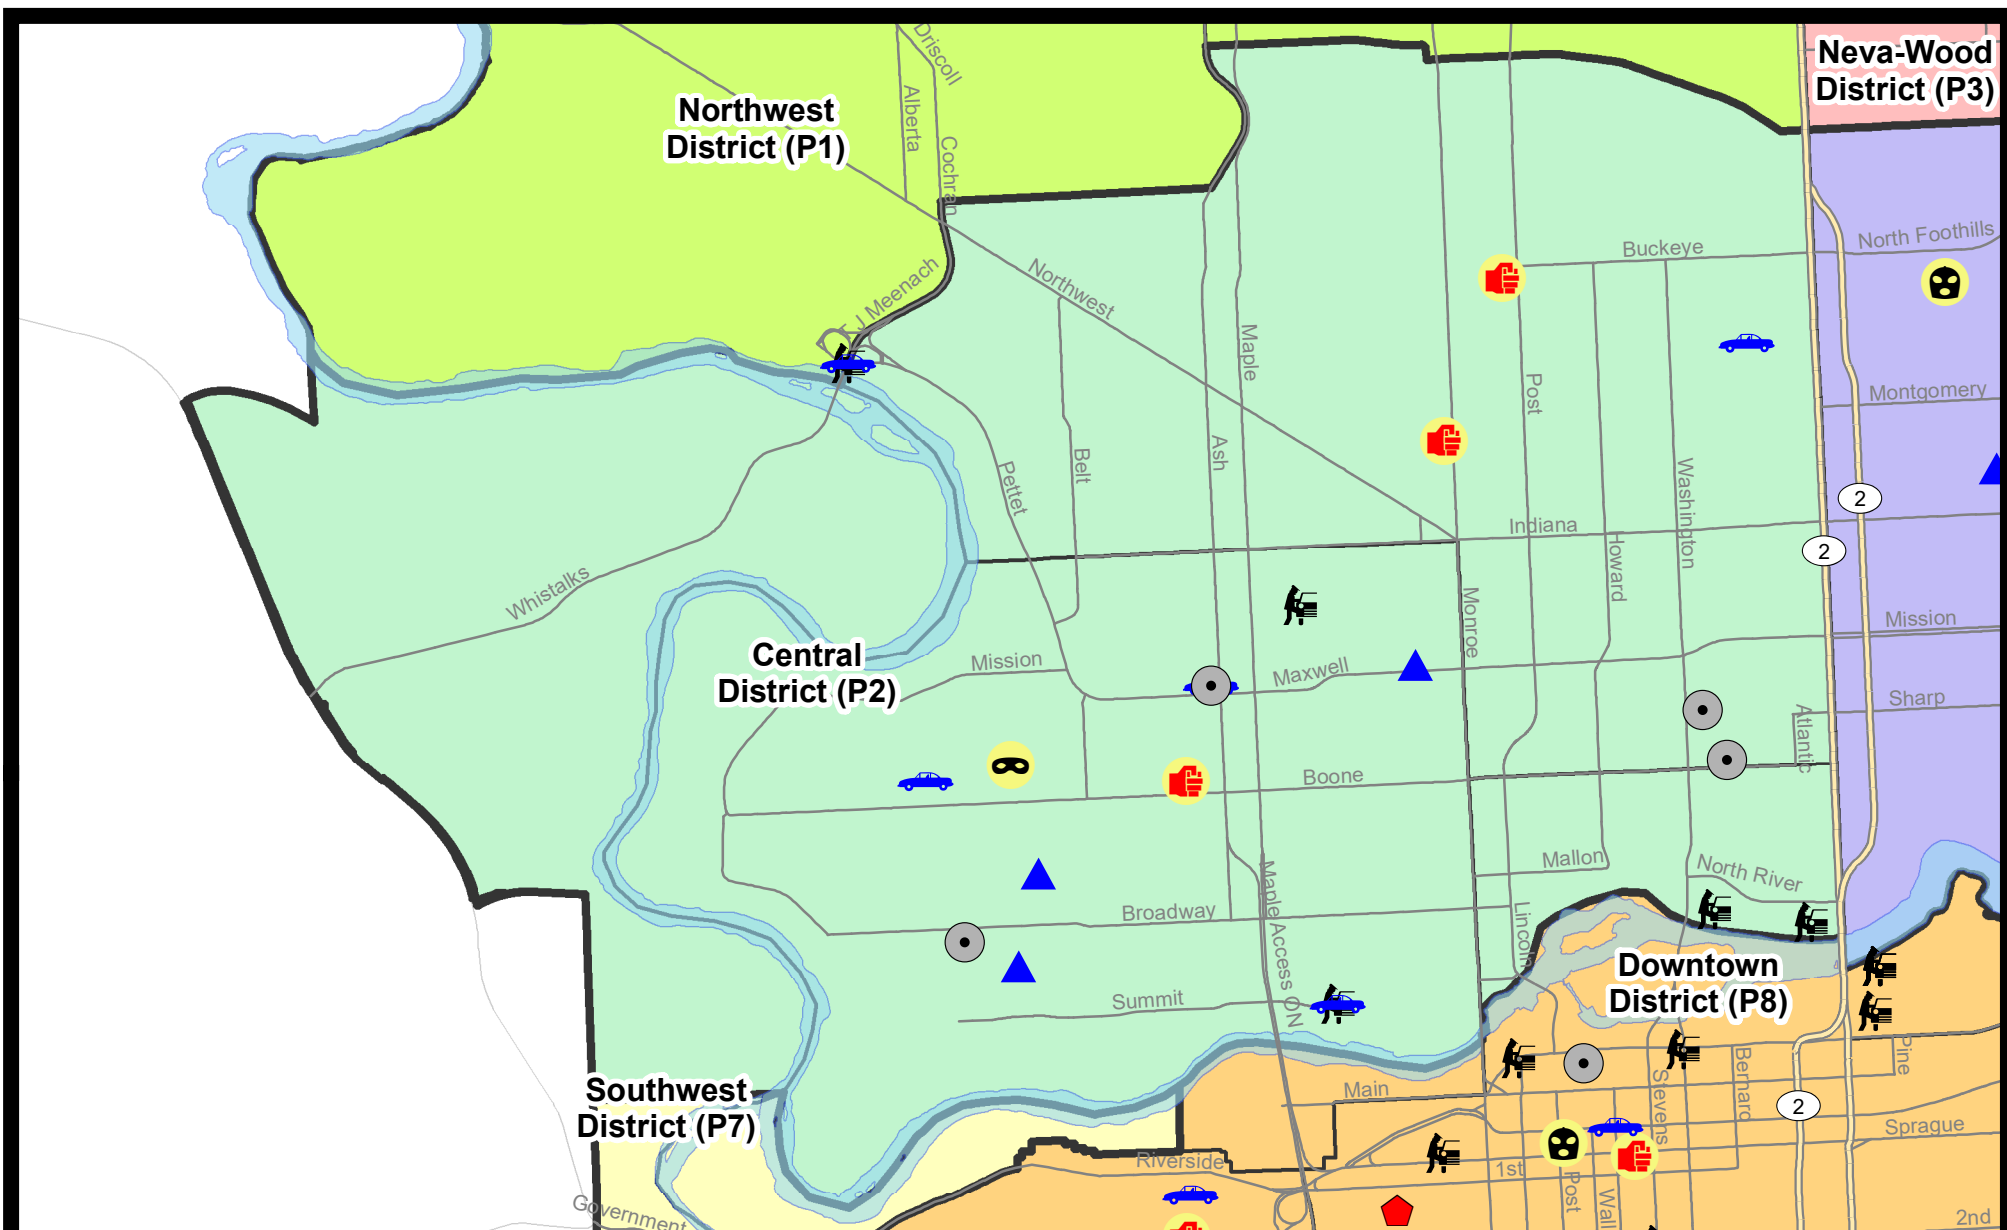 Driscoll
Neva-Wood
District (P3)
Northwest
District (P1)
Alberta
Cochran
North Foothills
Buckeye
T J Meenach
Northwest
Maple
Post
Montgomery
Ash
Belt
Pettet
Washington
2
Indiana
2
Howard
Whistalks
Monroe
Mission
Central
District (P2)
Mission
Maxwell
Sharp
Atlantic
Boone
Mallon
North River
Maple Access ON
Broadway
Lincoln
Downtown
District (P8)
Summit
Pine
Bernard
Stevens
Southwest
District (P7)
Main
2
Sprague
Riverside
1st
Post
Wall
Government
2nd